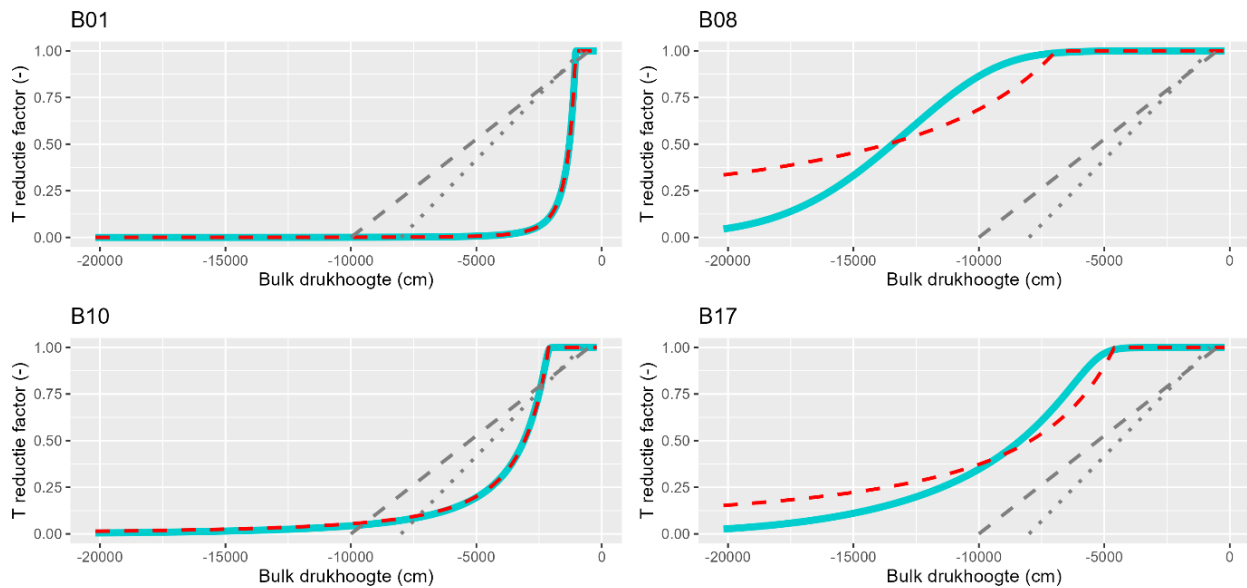 B01
T reductie factor (-)
1.00
0.75
0.50
0.25
0.00
-20000 -15000 -10000 -5000 0
Bulk drukhoogte (cm)
B08
T reductie factor (-)
1.00
0.75
0.50
0.25
0.00
-20000 -15000 -10000 -5000 0
Bulk drukhoogte (cm)
B10
T reductie factor (-)
1.00
0.75
0.50
0.25
0.00
-20000 -15000 -10000 -5000 0
Bulk drukhoogte (cm)
B17
T reductie factor (-)
1.00
0.75
0.50
0.25
0.00
-20000 -15000 -10000 -5000 0
Bulk drukhoogte (cm)